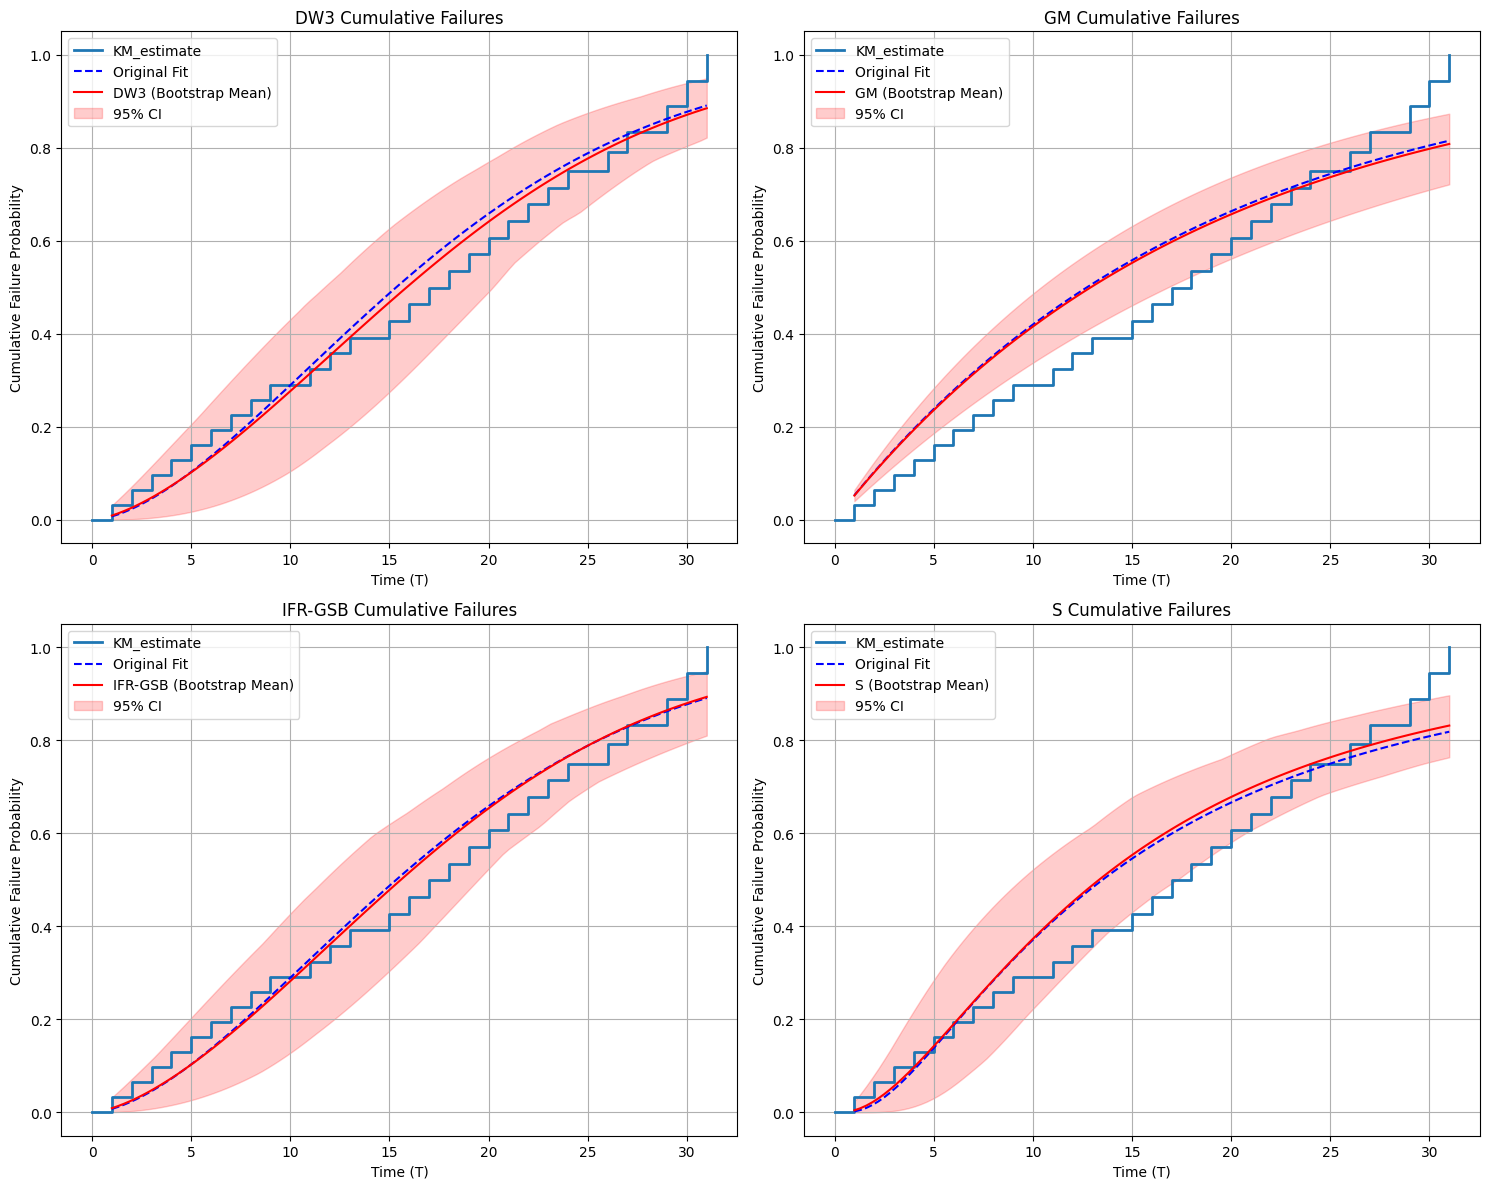 DW3 Cumulative Failures
KM_estimate
Original Fit
DW3 (Bootstrap Mean)
95% CI
1.0
0.8
0.6
0.4
0.2
0.0
Cumulative Failure Probability
0 5 10 15 20 25 30
Time (T)
GM Cumulative Failures
KM_estimate
Original Fit
GM (Bootstrap Mean)
95% CI
1.0
0.8
0.6
0.4
0.2
0.0
Cumulative Failure Probability
0 5 10 15 20 25 30
Time (T)
IFR-GSB Cumulative Failures
KM_estimate
Original Fit
IFR-GSB (Bootstrap Mean)
95% CI
1.0
0.8
0.6
0.4
0.2
0.0
Cumulative Failure Probability
0 5 10 15 20 25 30
Time (T)
S Cumulative Failures
KM_estimate
Original Fit
S (Bootstrap Mean)
95% CI
1.0
0.8
0.6
0.4
0.2
0.0
Cumulative Failure Probability
0 5 10 15 20 25 30
Time (T)